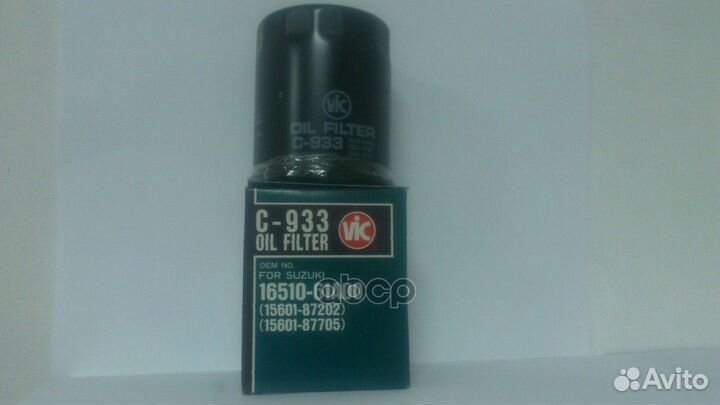 VIC
OIL FILTER
C-933
C-933
OIL FILTER
VIC
OEM NO.
FOR SUZUKI
(15601-87202)
(15601-87705)
Avito